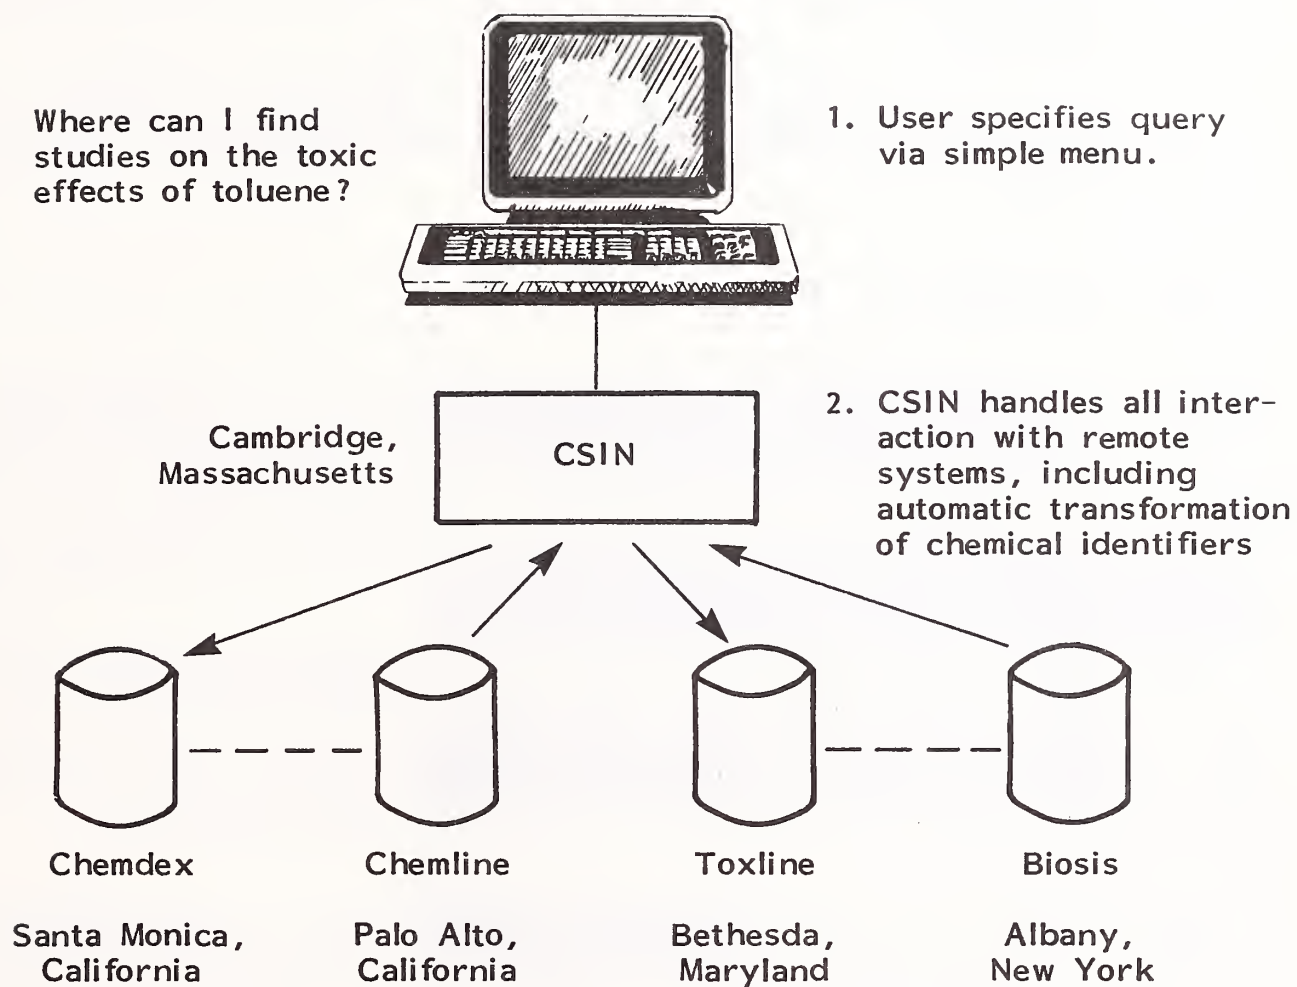 Where can I find
studies on the toxic
effects of toluene?
1. User specifies query
via simple menu.
Cambridge,
Massachusetts
CSIN
2. CSIN handles all inter-
action with remote
systems, including
automatic transformation
of chemical identifiers
Chemdex
Chemline
Toxline
Biosis
Santa Monica,
California
Palo Alto,
California
Bethesda,
Maryland
Albany,
New York